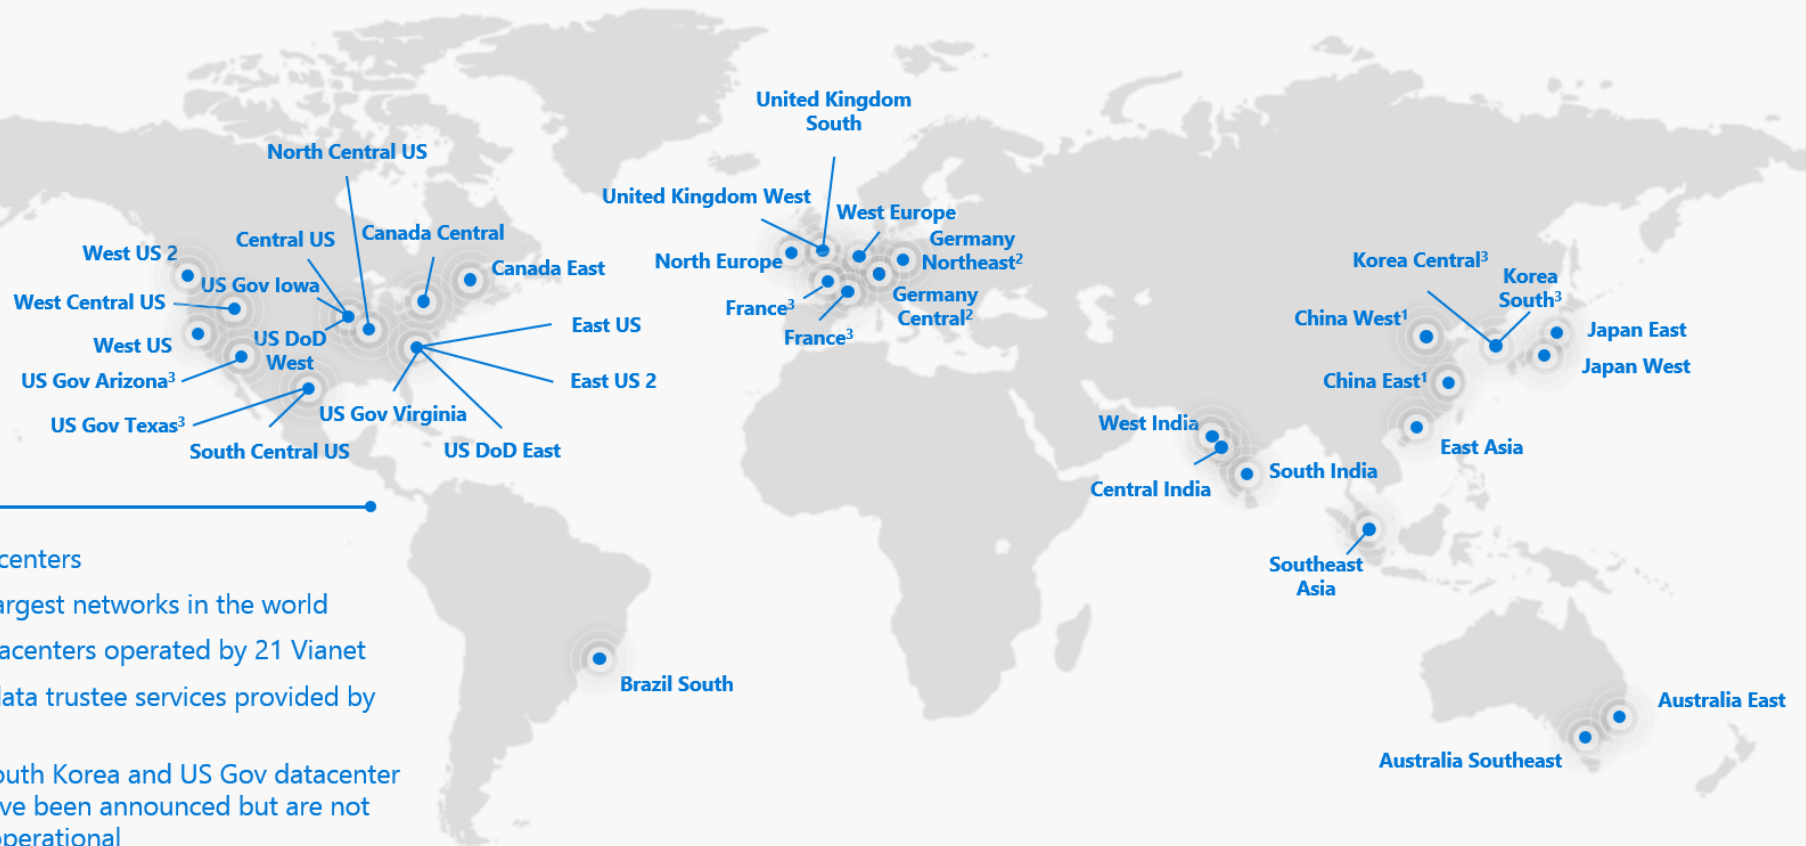 United Kingdom
South
North Central US
United Kingdom West
West Europe
Canada Central
Central US
Germany
Northeast²
West US 2
North Europe
Canada East
Korea Central³
Korea
South³
US Gov Iowa
West Central US
France³
Germany
Central²
China West¹
East US
Japan East
US DoD
West
West US
France³
Japan West
US Gov Arizona³
East US 2
China East¹
US Gov Virginia
US Gov Texas³
West India
South Central US
US DoD East
East Asia
South India
Central India
Southeast
Asia
centers
argest networks in the world
acenters operated by 21 Vianet
data trustee services provided by
Brazil South
Australia East
Australia Southeast
outh Korea and US Gov datacenter
ve been announced but are not
operational